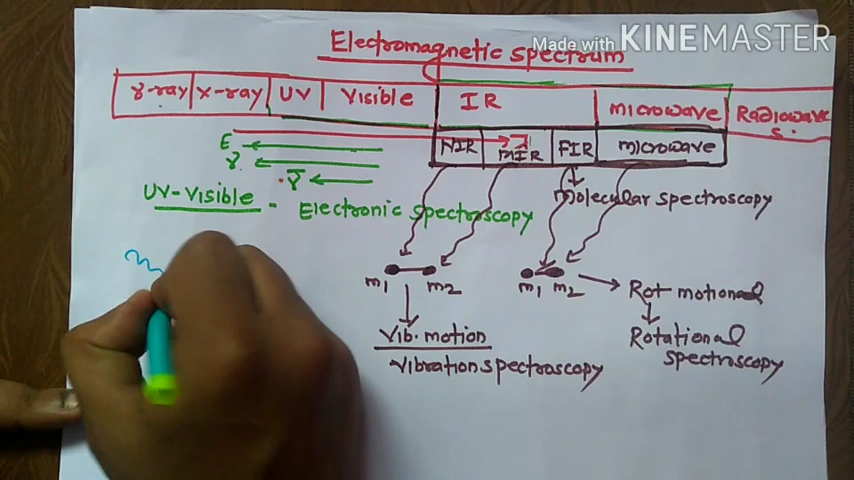 Electromagnetic spectrum
Made with KINEMASTER
γ-ray x-ray UV Visible IR microwave Radiowaves.
E
NIR MIR FIR microwave
γ
ν̅
UV-Visible - Electronic spectroscopy
Molecular spectroscopy
m1 m2 m1 m2
Rot motional
Vib. motion
Rotational
spectroscopy
Vibration spectroscopy